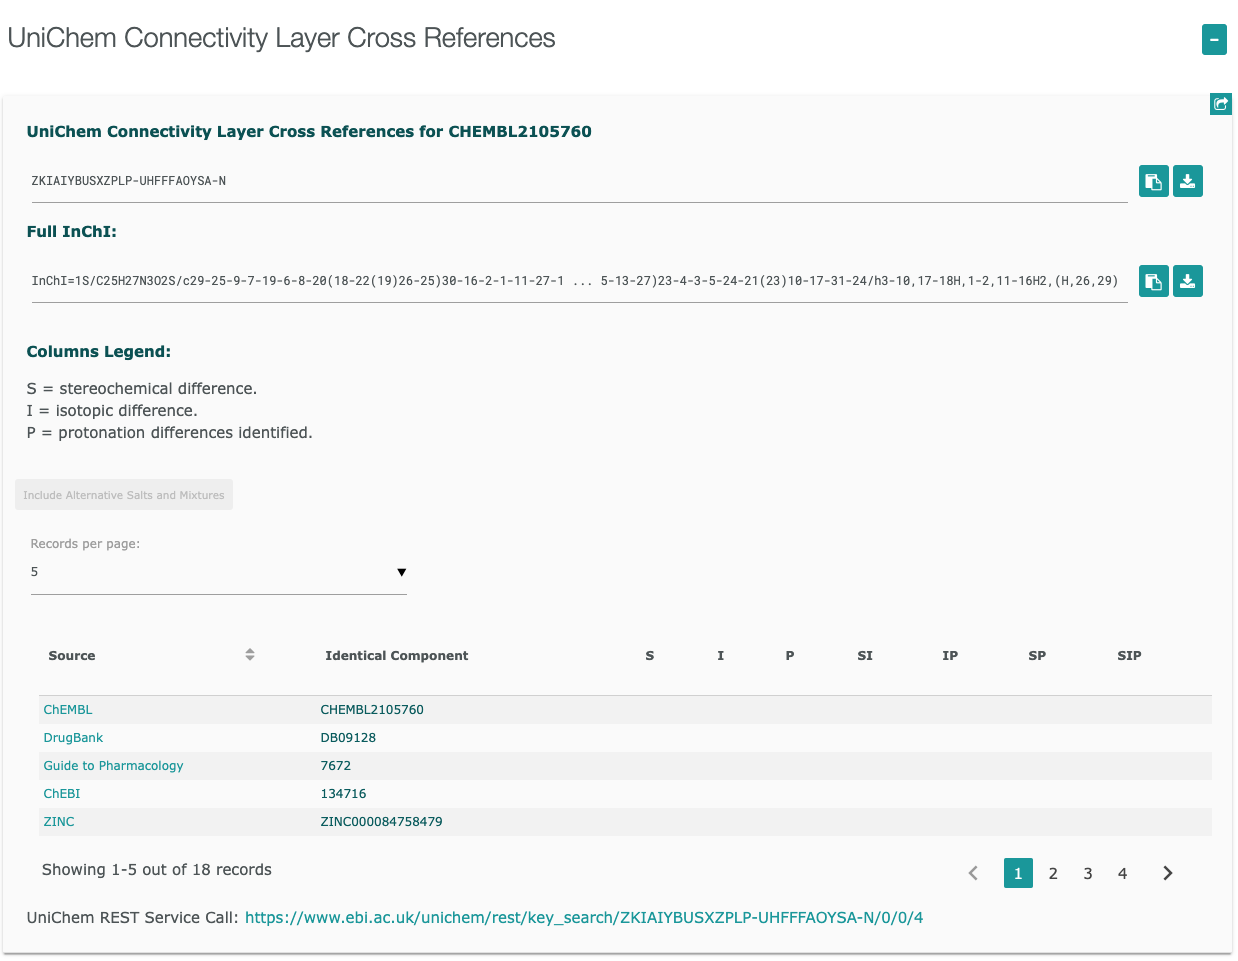 UniChem Connectivity Layer Cross References
UniChem Connectivity Layer Cross References for CHEMBL2105760
ZKIAIYBUSXZPLP-UHFFFAOYSA-N
Full InChI:
InChI=1S/C25H27N3O2S/c29-25-9-7-19-6-8-20(18-22(19)26-25)30-16-2-1-11-27-1 ... 5-13-27)23-4-3-5-24-21(23)10-17-31-24/h3-10,17-18H,1-2,11-16H2,(H,26,29)
Columns Legend:
S = stereochemical difference.
I = isotopic difference.
P = protonation differences identified.
Include Alternative Salts and Mixtures
Records per page:
5
Source Identical Component S I P SI IP SP SIP
ChEMBL CHEMBL2105760
DrugBank DB09128
Guide to Pharmacology 7672
ChEBI 134716
ZINC ZINC000084758479
Showing 1-5 out of 18 records
1 2 3 4
UniChem REST Service Call: https://www.ebi.ac.uk/unichem/rest/key_search/ZKIAIYBUSXZPLP-UHFFFAOYSA-N/0/0/4